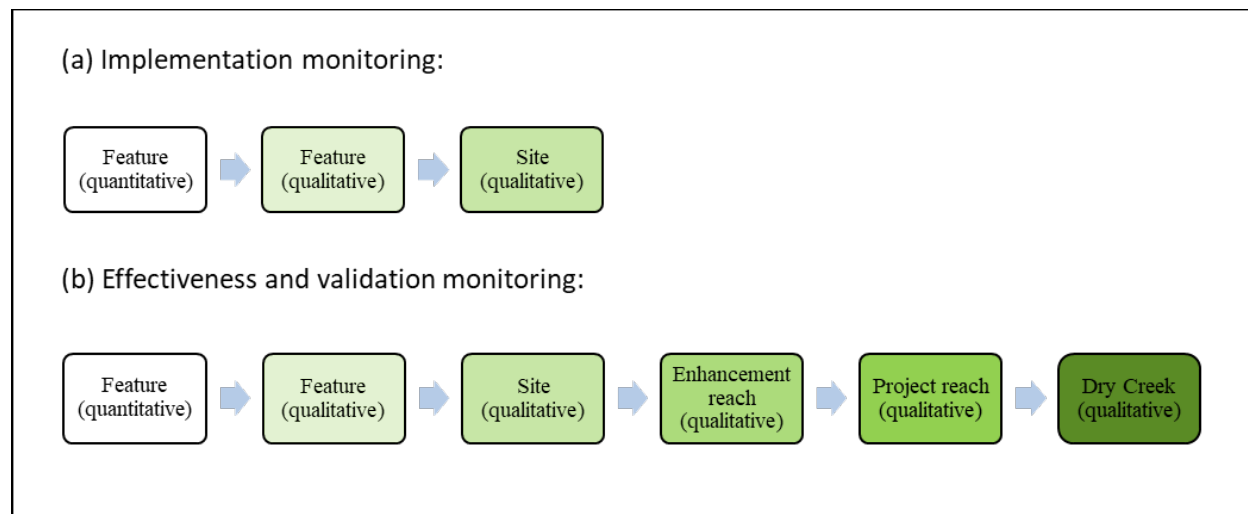 (a) Implementation monitoring:
Feature
(quantitative)
Feature
(qualitative)
Site
(qualitative)
(b) Effectiveness and validation monitoring:
Feature
(quantitative)
Feature
(qualitative)
Site
(qualitative)
Enhancement
reach
(qualitative)
Project reach
(qualitative)
Dry Creek
(qualitative)